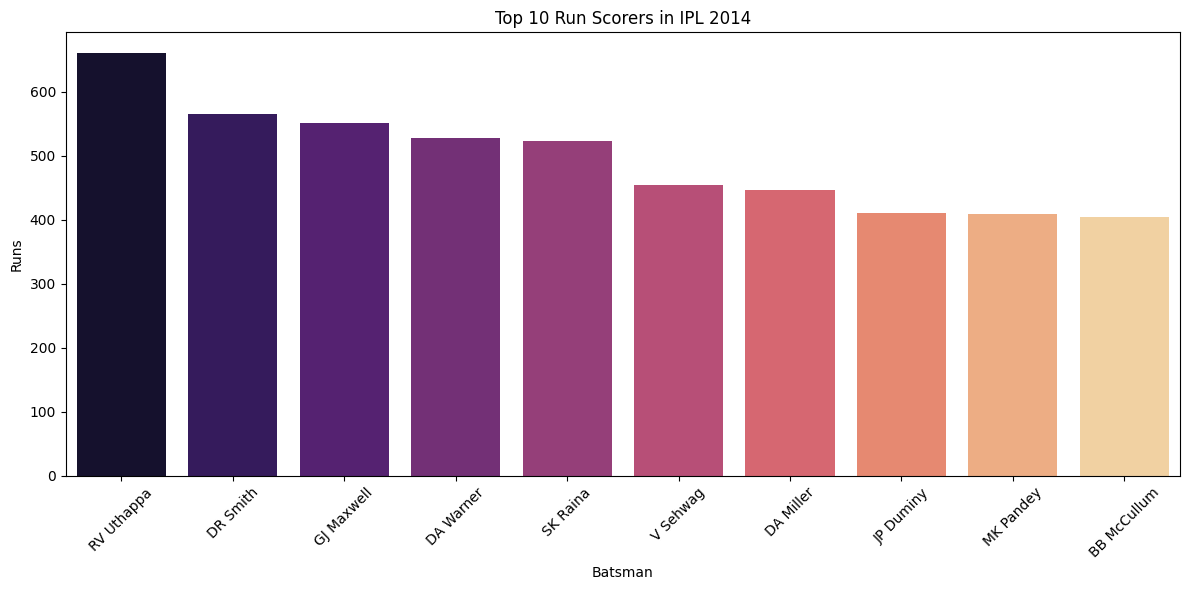 Top 10 Run Scorers in IPL 2014
Runs
600
500
400
300
200
100
0
RV Uthappa
DR Smith
GJ Maxwell
DA Warner
SK Raina
V Sehwag
DA Miller
JP Duminy
MK Pandey
BB McCullum
Batsman